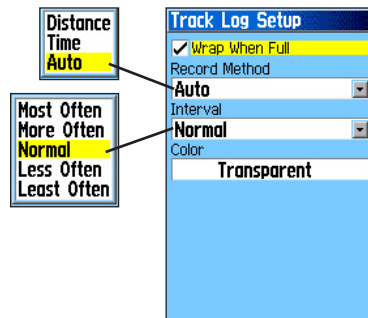 Distance
Time
Auto
Most Often
More Often
Normal
Less Often
Least Often
Track Log Setup
Wrap When Full
Record Method
Auto
Interval
Normal
Color
Transparent